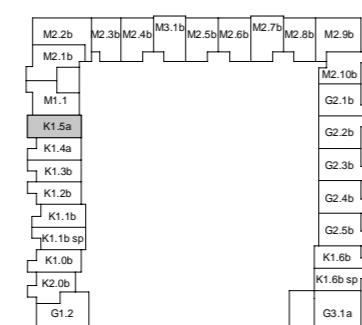 M2.2b
M2.3b
M2.4b
M3.1b
M2.5b
M2.6b
M2.7b
M2.8b
M2.9b
M2.1b
M1.1
K1.5a
K1.4a
K1.3b
K1.2b
K1.1b
K1.1b sp
K1.0b
K2.0b
G1.2
M2.10b
G2.1b
G2.2b
G2.3b
G2.4b
G2.5b
K1.6b
K1.6b sp
G3.1a